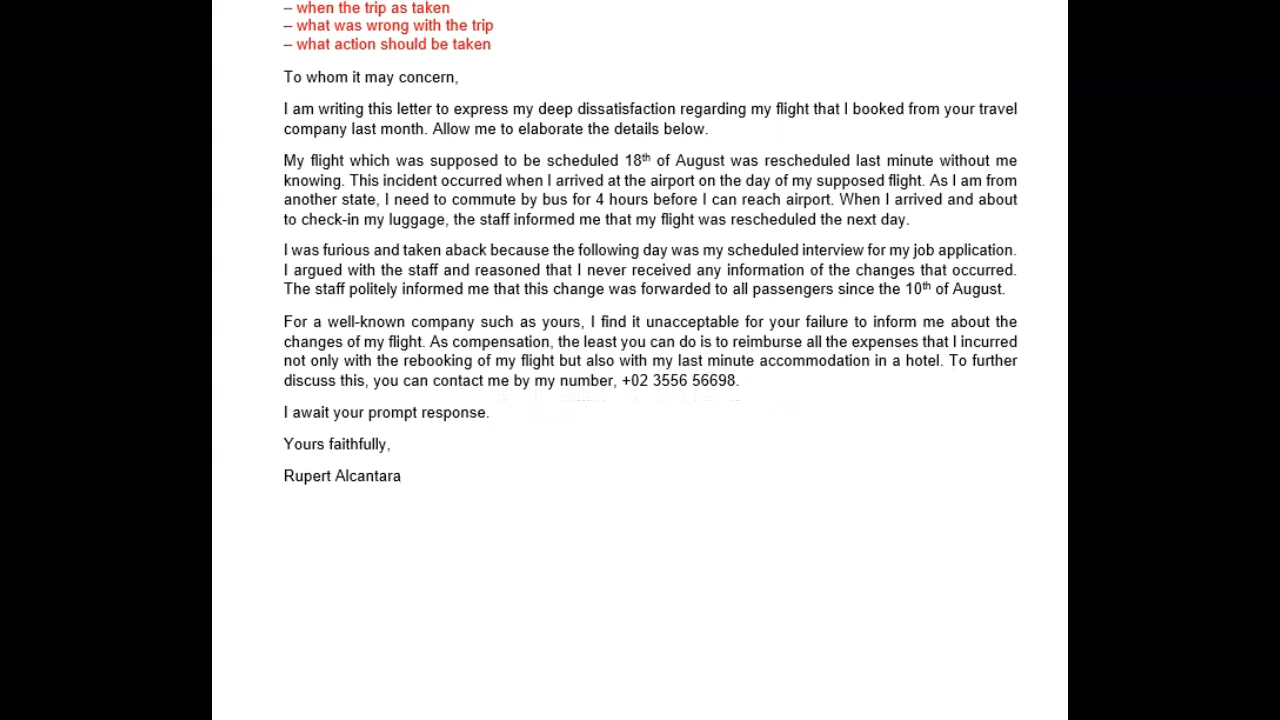 – when the trip as taken
– what was wrong with the trip
– what action should be taken
To whom it may concern,
I am writing this letter to express my deep dissatisfaction regarding my flight that I booked from your travel
company last month. Allow me to elaborate the details below.
My flight which was supposed to be scheduled 18th of August was rescheduled last minute without me
knowing. This incident occurred when I arrived at the airport on the day of my supposed flight. As I am from
another state, I need to commute by bus for 4 hours before I can reach airport. When I arrived and about
to check-in my luggage, the staff informed me that my flight was rescheduled the next day.
I was furious and taken aback because the following day was my scheduled interview for my job application.
I argued with the staff and reasoned that I never received any information of the changes that occurred.
The staff politely informed me that this change was forwarded to all passengers since the 10th of August.
For a well-known company such as yours, I find it unacceptable for your failure to inform me about the
changes of my flight. As compensation, the least you can do is to reimburse all the expenses that I incurred
not only with the rebooking of my flight but also with my last minute accommodation in a hotel. To further
discuss this, you can contact me by my number, +02 3556 56698.
I await your prompt response.
Yours faithfully,
Rupert Alcantara